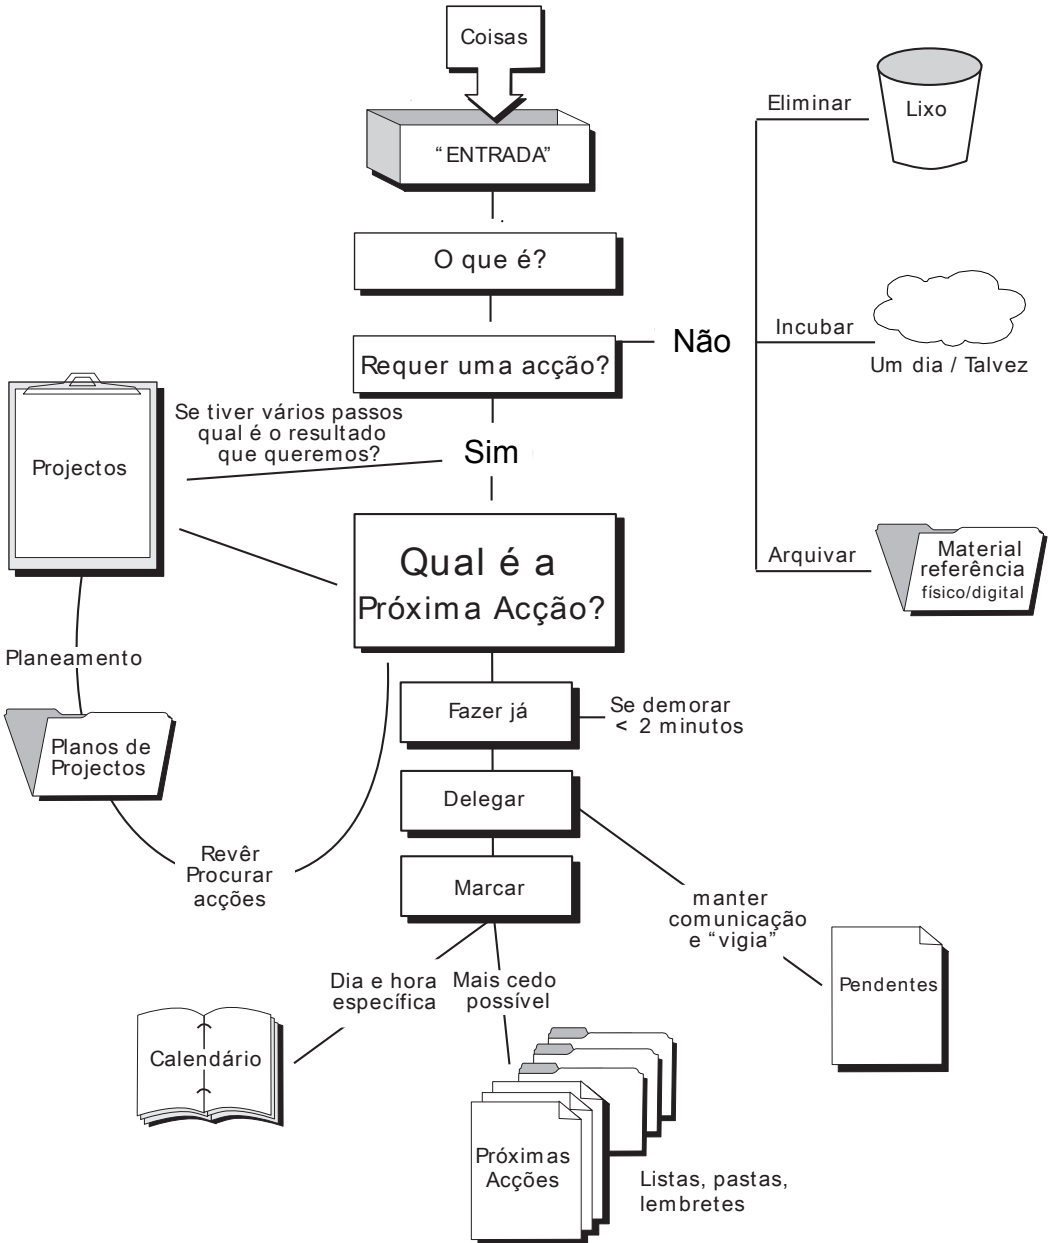 Coisas
“ENTRADA”
O que é?
Requer uma acção?
Não
Eliminar
Lixo
Incubar
Um dia / Talvez
Arquivar
Material
referência
físico/digital
Sim
Se tiver vários passos
qual é o resultado
que queremos?
Projectos
Qual é a
Próxima Acção?
Planeamento
Planos de
Projectos
Revêr
Procurar
acções
Fazer já
Se demorar
< 2 minutos
Delegar
Marcar
manter
comunicação
e “vigia”
Pendentes
Dia e hora
específica
Mais cedo
possível
Calendário
Próximas
Acções
Listas, pastas,
lembretes